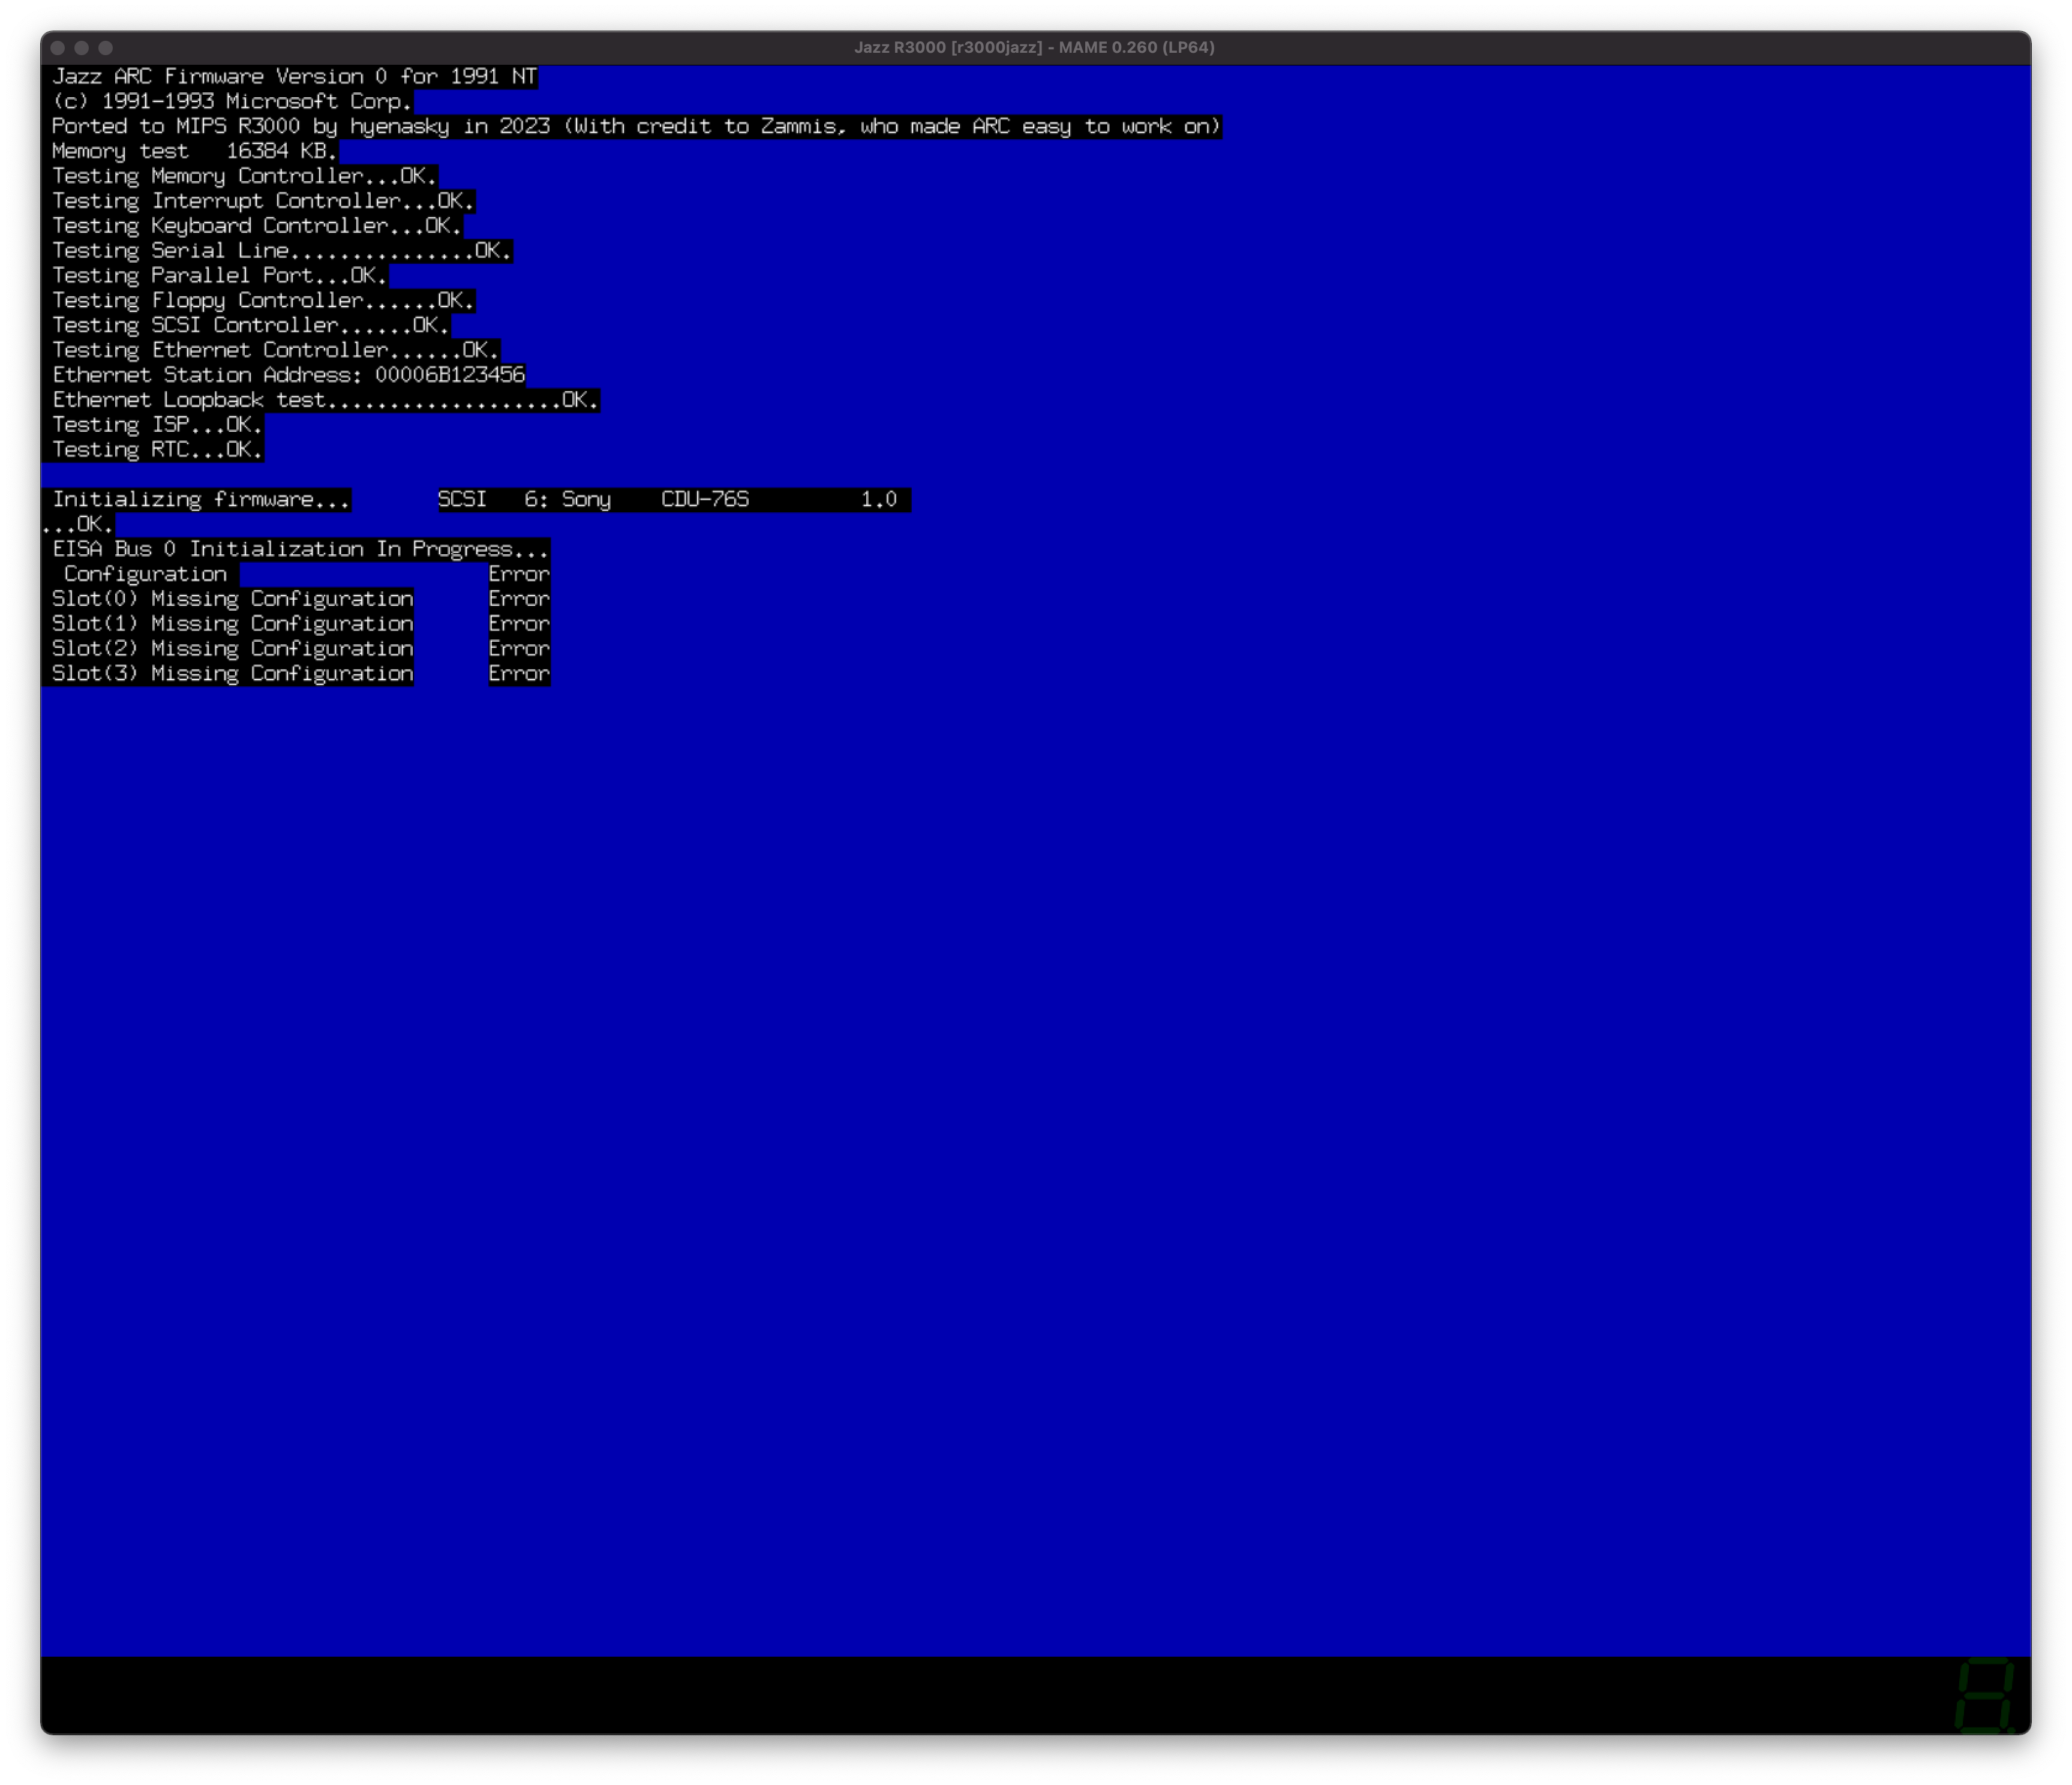 Jazz R3000 [r3000jazz] - MAME 0.260 (LP64)
Jazz ARC Firmware Version 0 for 1991 NT
(c) 1991-1993 Microsoft Corp.
Ported to MIPS R3000 by hyenasky in 2023 (With credit to Zammis, who made ARC easy to work on)
Memory test   16384 KB.
Testing Memory Controller...OK.
Testing Interrupt Controller...OK.
Testing Keyboard Controller...OK.
Testing Serial Line...............OK.
Testing Parallel Port...OK.
Testing Floppy Controller......OK.
Testing SCSI Controller......OK.
Testing Ethernet Controller......OK.
Ethernet Station Address: 00006B123456
Ethernet Loopback test...................OK.
Testing ISP...OK.
Testing RTC...OK.
Initializing firmware...       SCSI   6: Sony    CDU-76S         1.0
...OK.
EISA Bus 0 Initialization In Progress...
Configuration                     Error
Slot(0) Missing Configuration      Error
Slot(1) Missing Configuration      Error
Slot(2) Missing Configuration      Error
Slot(3) Missing Configuration      Error